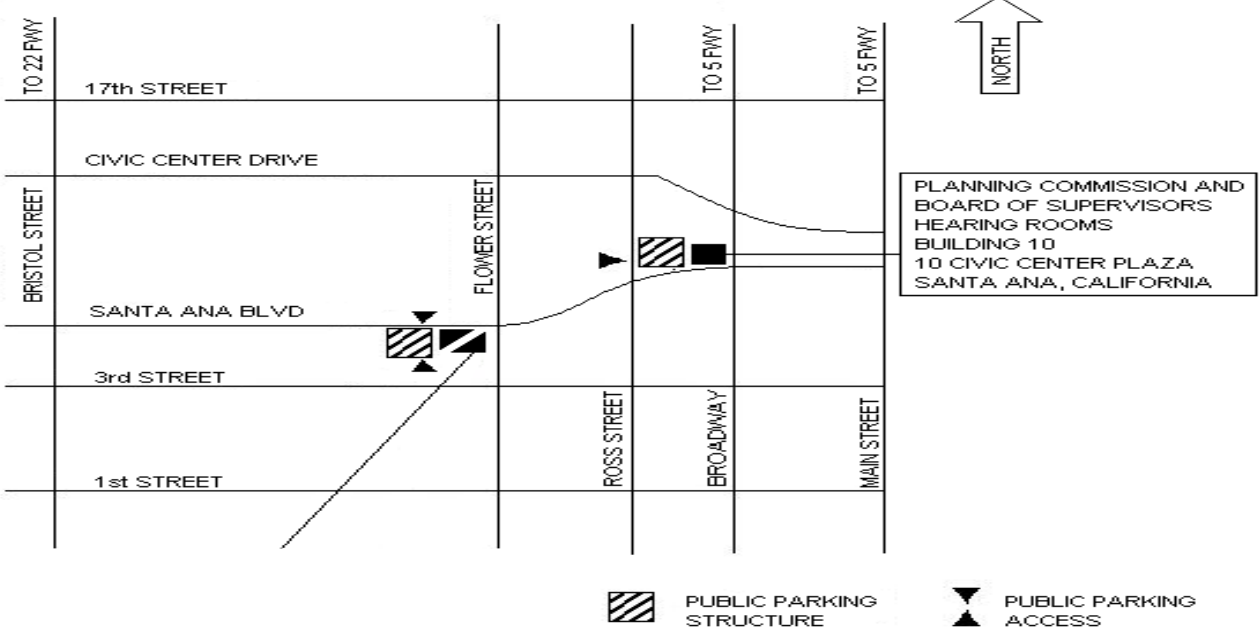 TO 22 FWY
TO 5 FWY
TO 5 FWY
NORTH
17th STREET
CIVIC CENTER DRIVE
BRISTOL STREET
FLOWER STREET
PLANNING COMMISSION AND
BOARD OF SUPERVISORS
HEARING ROOMS
BUILDING 10
10 CIVIC CENTER PLAZA
SANTA ANA, CALIFORNIA
SANTA ANA BLVD
3rd STREET
ROSS STREET
BROADWAY
MAIN STREET
1st STREET
PUBLIC PARKING
STRUCTURE
PUBLIC PARKING
ACCESS